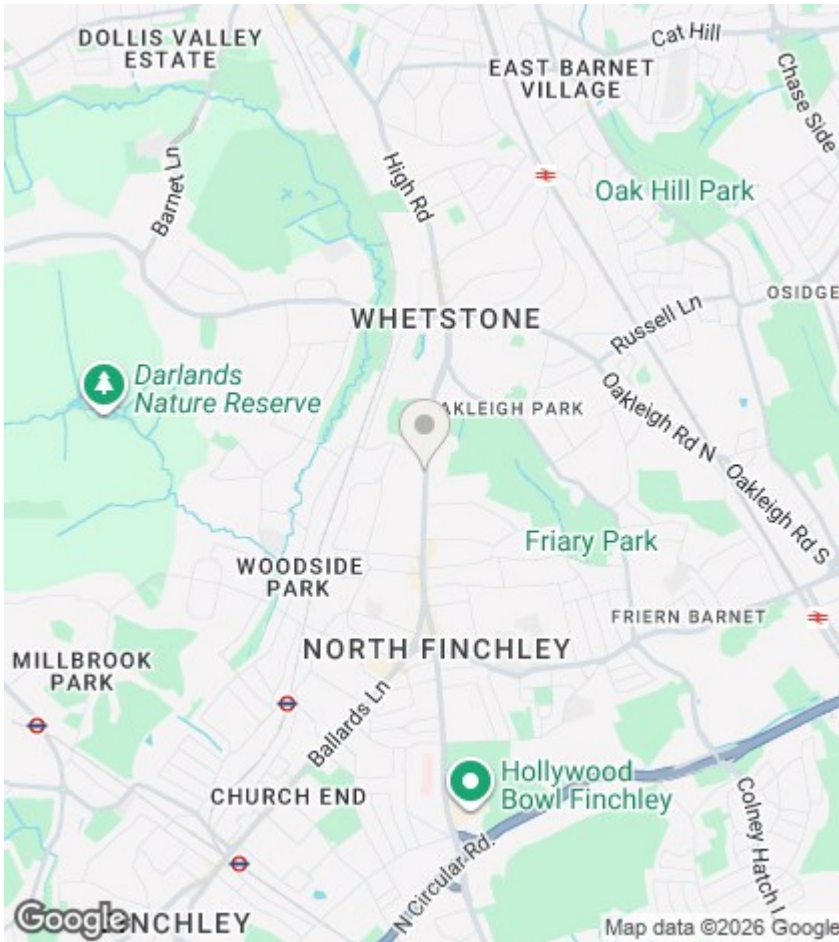 DOLLIS VALLEY
ESTATE
Cat Hill
EAST BARNET
VILLAGE
Chase Side
High Rd
Barnet Ln
Oak Hill Park
OSIDGE
WHETSTONE
Russell Ln
Darlands
Nature Reserve
AKLEIGH PARK
Oakleigh Rd N
Oakleigh Rd S
Friary Park
WOODSIDE
PARK
FRIERN BARNET
NORTH FINCHLEY
MILLBROOK
PARK
Ballards Ln
Hollywood
Bowl Finchley
CHURCH END
Colney Hatch L
N Circular Rd.
Google
INCHLEY
Map data ©2026 Google